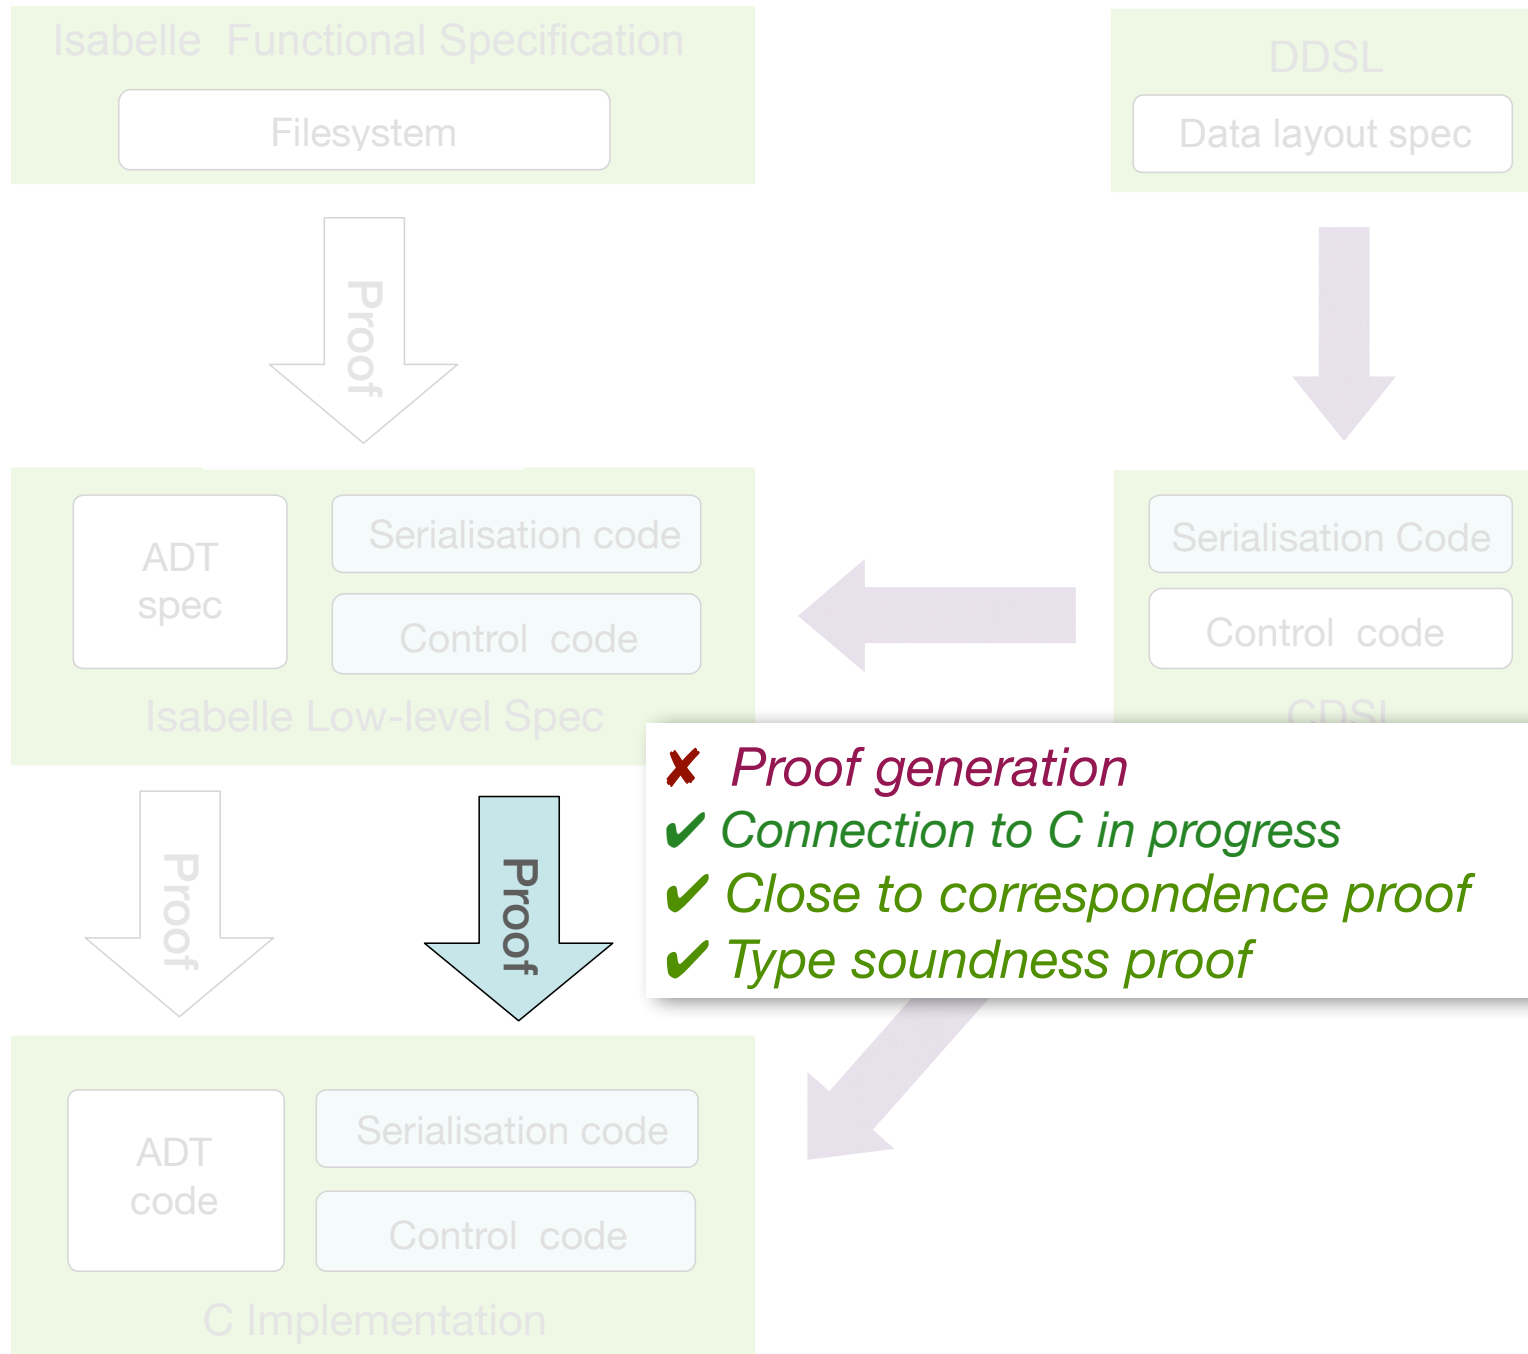 Isabelle Functional Specification
Filesystem
DDSL
Data layout spec
Proof
ADT
spec
Serialisation code
Control code
Isabelle Low-level Spec
Serialisation Code
Control code
CDSL
✘ Proof generation
✔ Connection to C in progress
✔ Close to correspondence proof
✔ Type soundness proof
Proof
Proof
ADT
code
Serialisation code
Control code
C Implementation